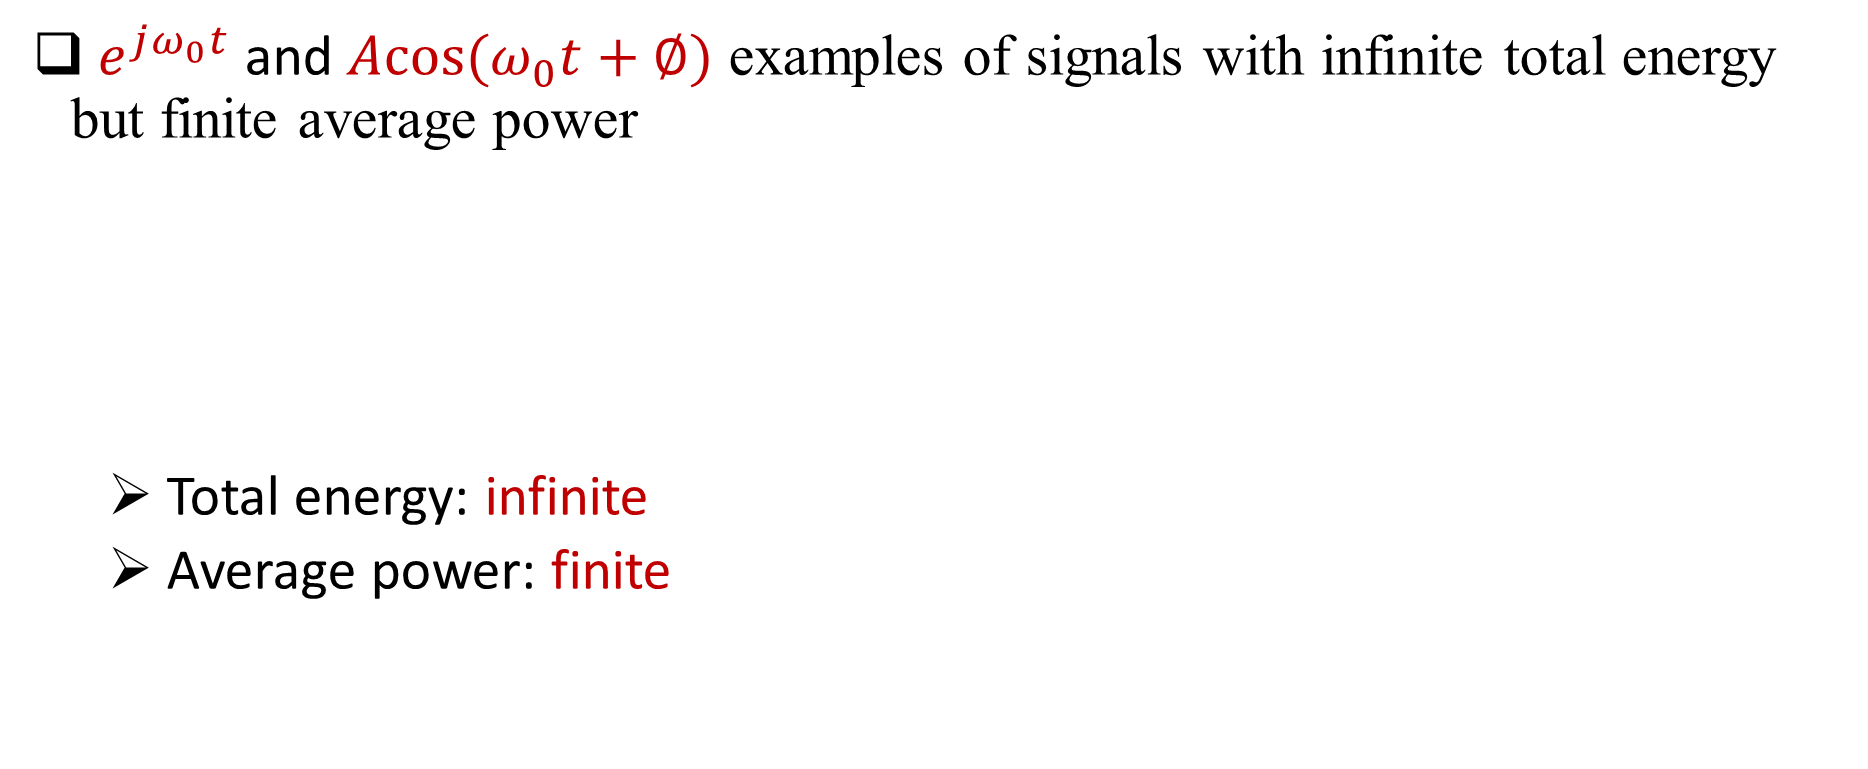 ❑ e^{jω₀t} and Acos(ω₀t + Ø) examples of signals with infinite total energy
but finite average power
➢ Total energy: infinite
➢ Average power: finite